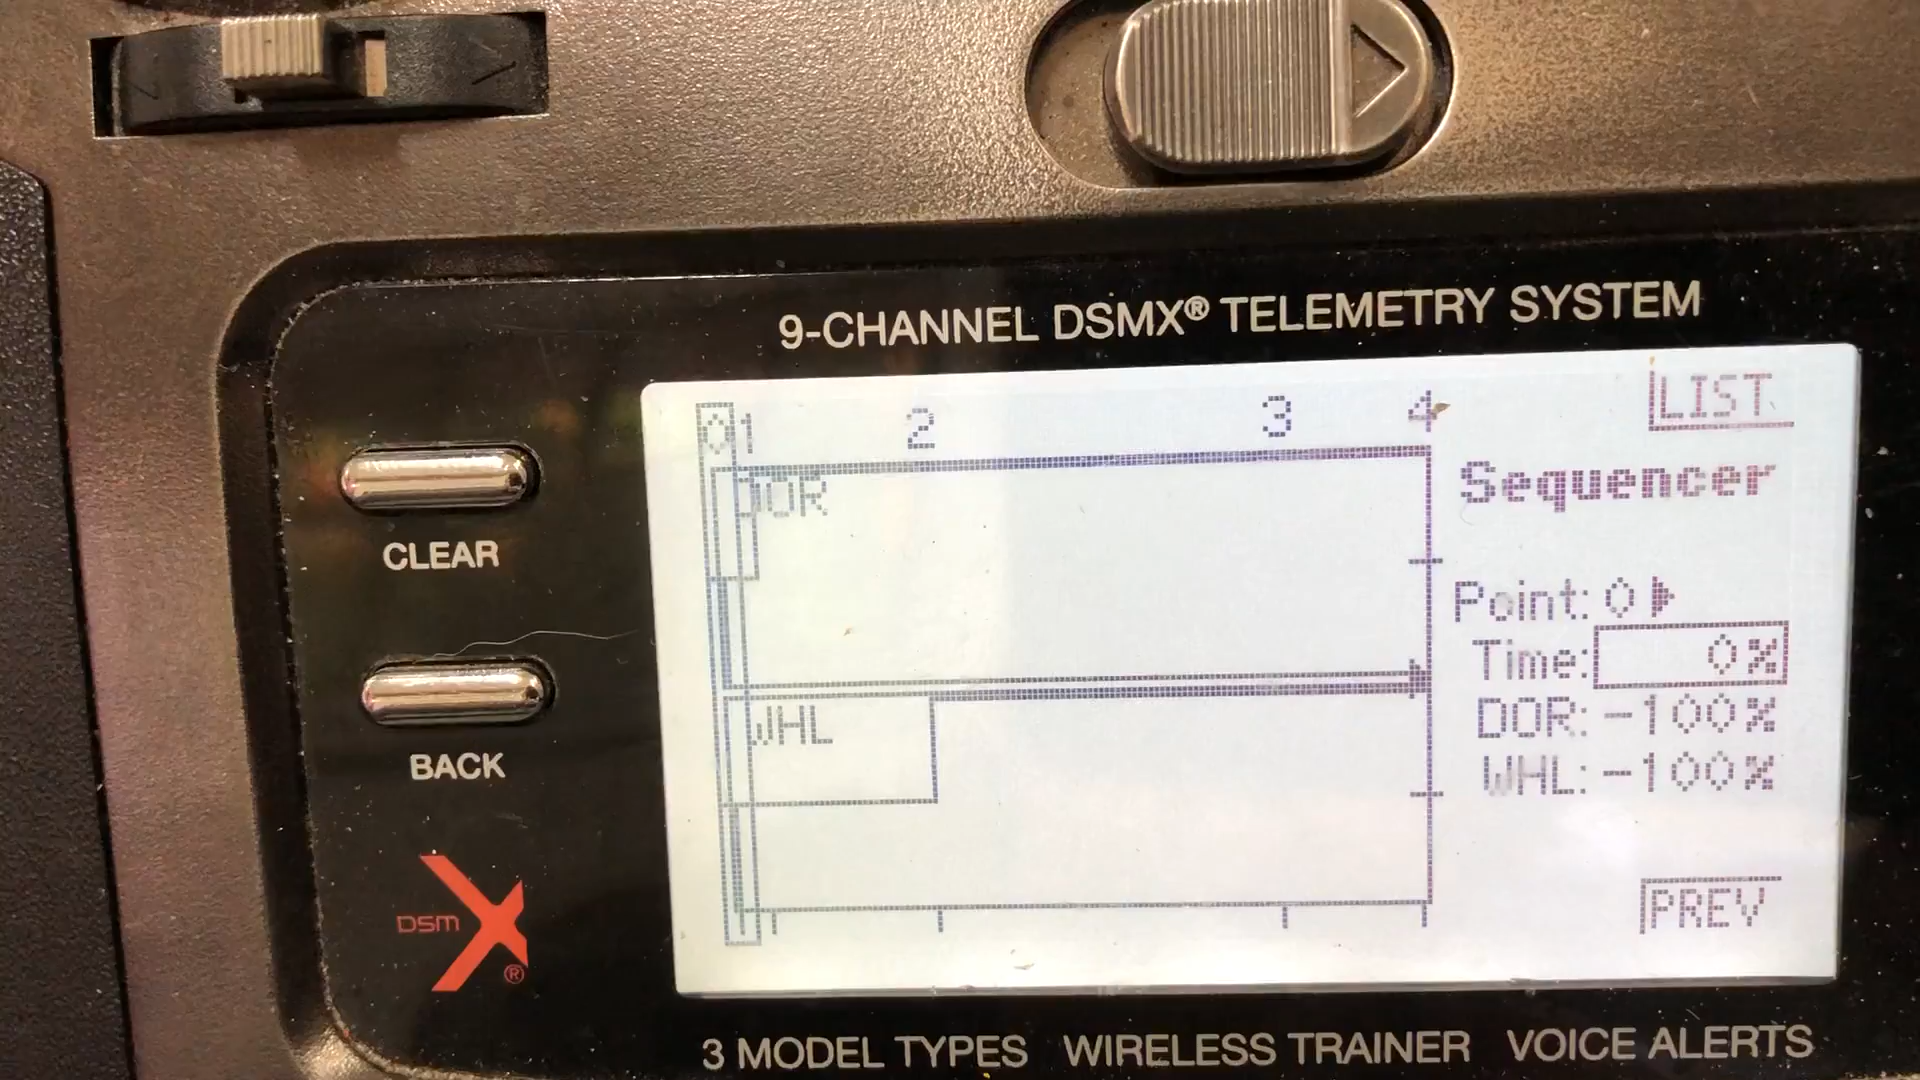 9-CHANNEL DSMX® TELEMETRY SYSTEM
0 1 2 3 4
LIST
DOR
Sequencer
CLEAR
Point: 0
Time: 0%
DOR: -100%
WHL
WHL: -100%
BACK
DSM X®
PREV
3 MODEL TYPES WIRELESS TRAINER VOICE ALERTS